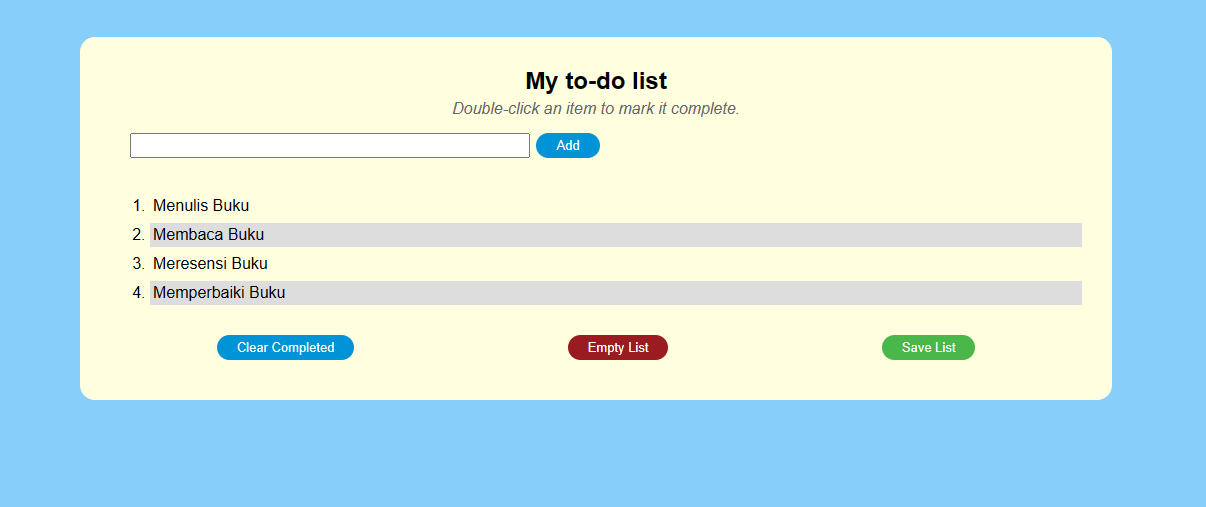 My to-do list
Double-click an item to mark it complete.
Add
1. Menulis Buku
2. Membaca Buku
3. Meresensi Buku
4. Memperbaiki Buku
Clear Completed Empty List Save List